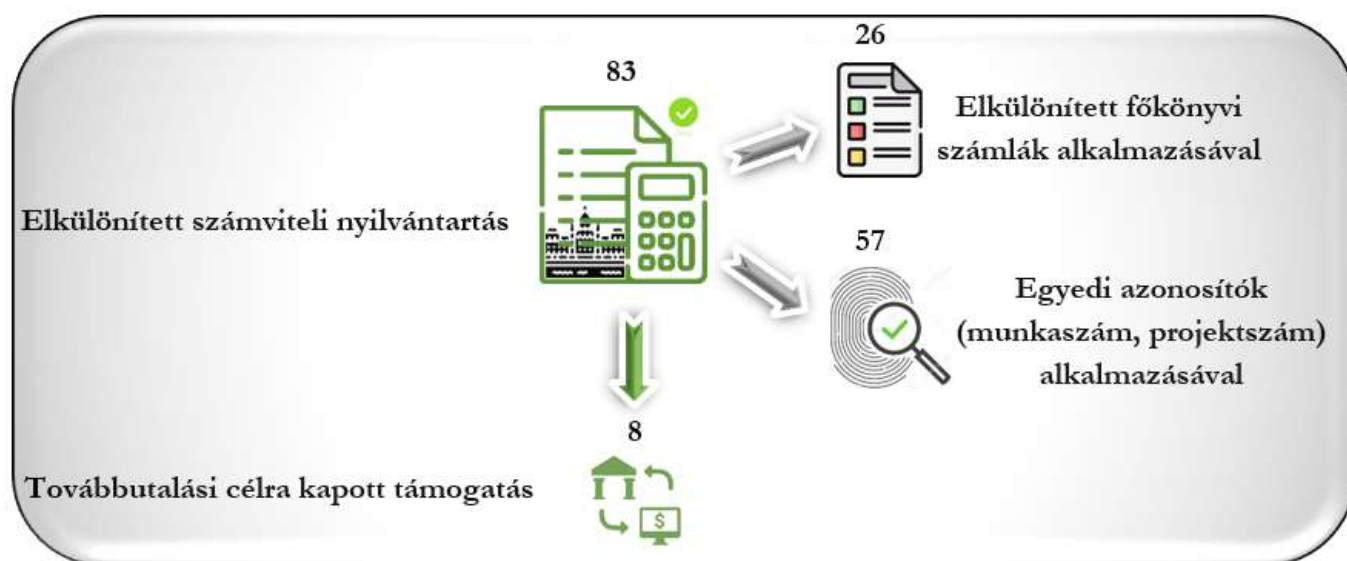 26
83
Elkülönített főkönyvi
számlák alkalmazásával
Elkülönített számviteli nyilvántartás
57
Egyedi azonosítók
(munkaszám, projektszám)
alkalmazásával
8
Továbbutalási célra kapott támogatás
$